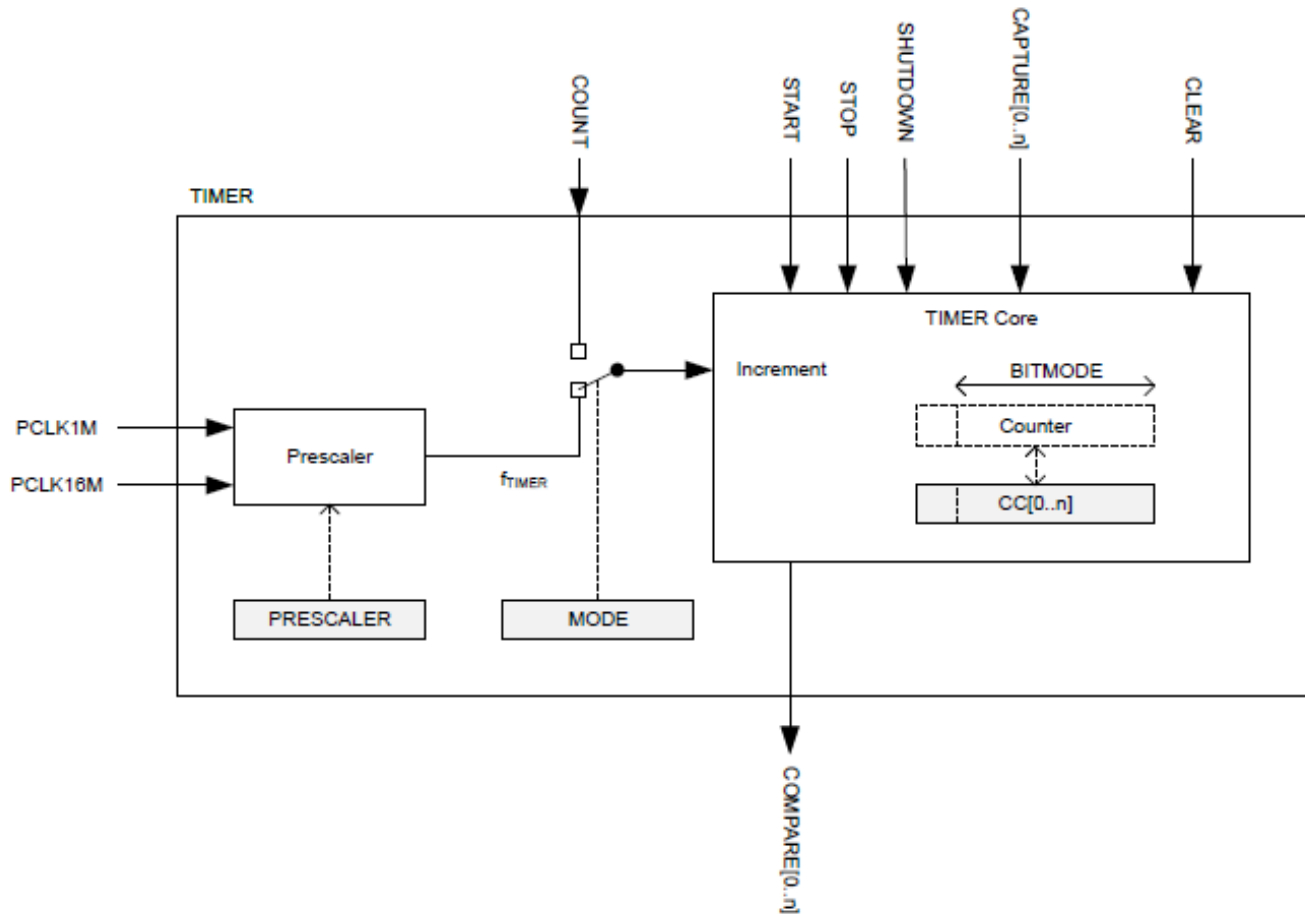 COUNT
START
STOP
SHUTDOWN
CAPTURE[0..n]
CLEAR
TIMER
TIMER Core
Increment
BITMODE
Counter
CC[0..n]
PCLK1M
PCLK16M
Prescaler
fTIMER
PRESCALER
MODE
COMPARE[0..n]